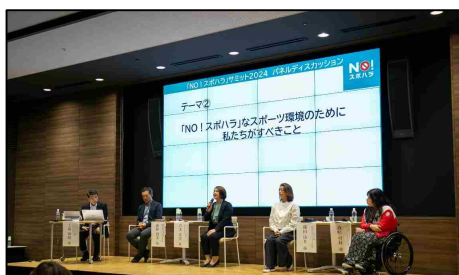 「NO!スポハラ」サミット2024 パネルディスカッション
NO!
スポハラ
テーマ②
「NO!スポハラ」なスポーツ環境のために
私たちがすべきこと